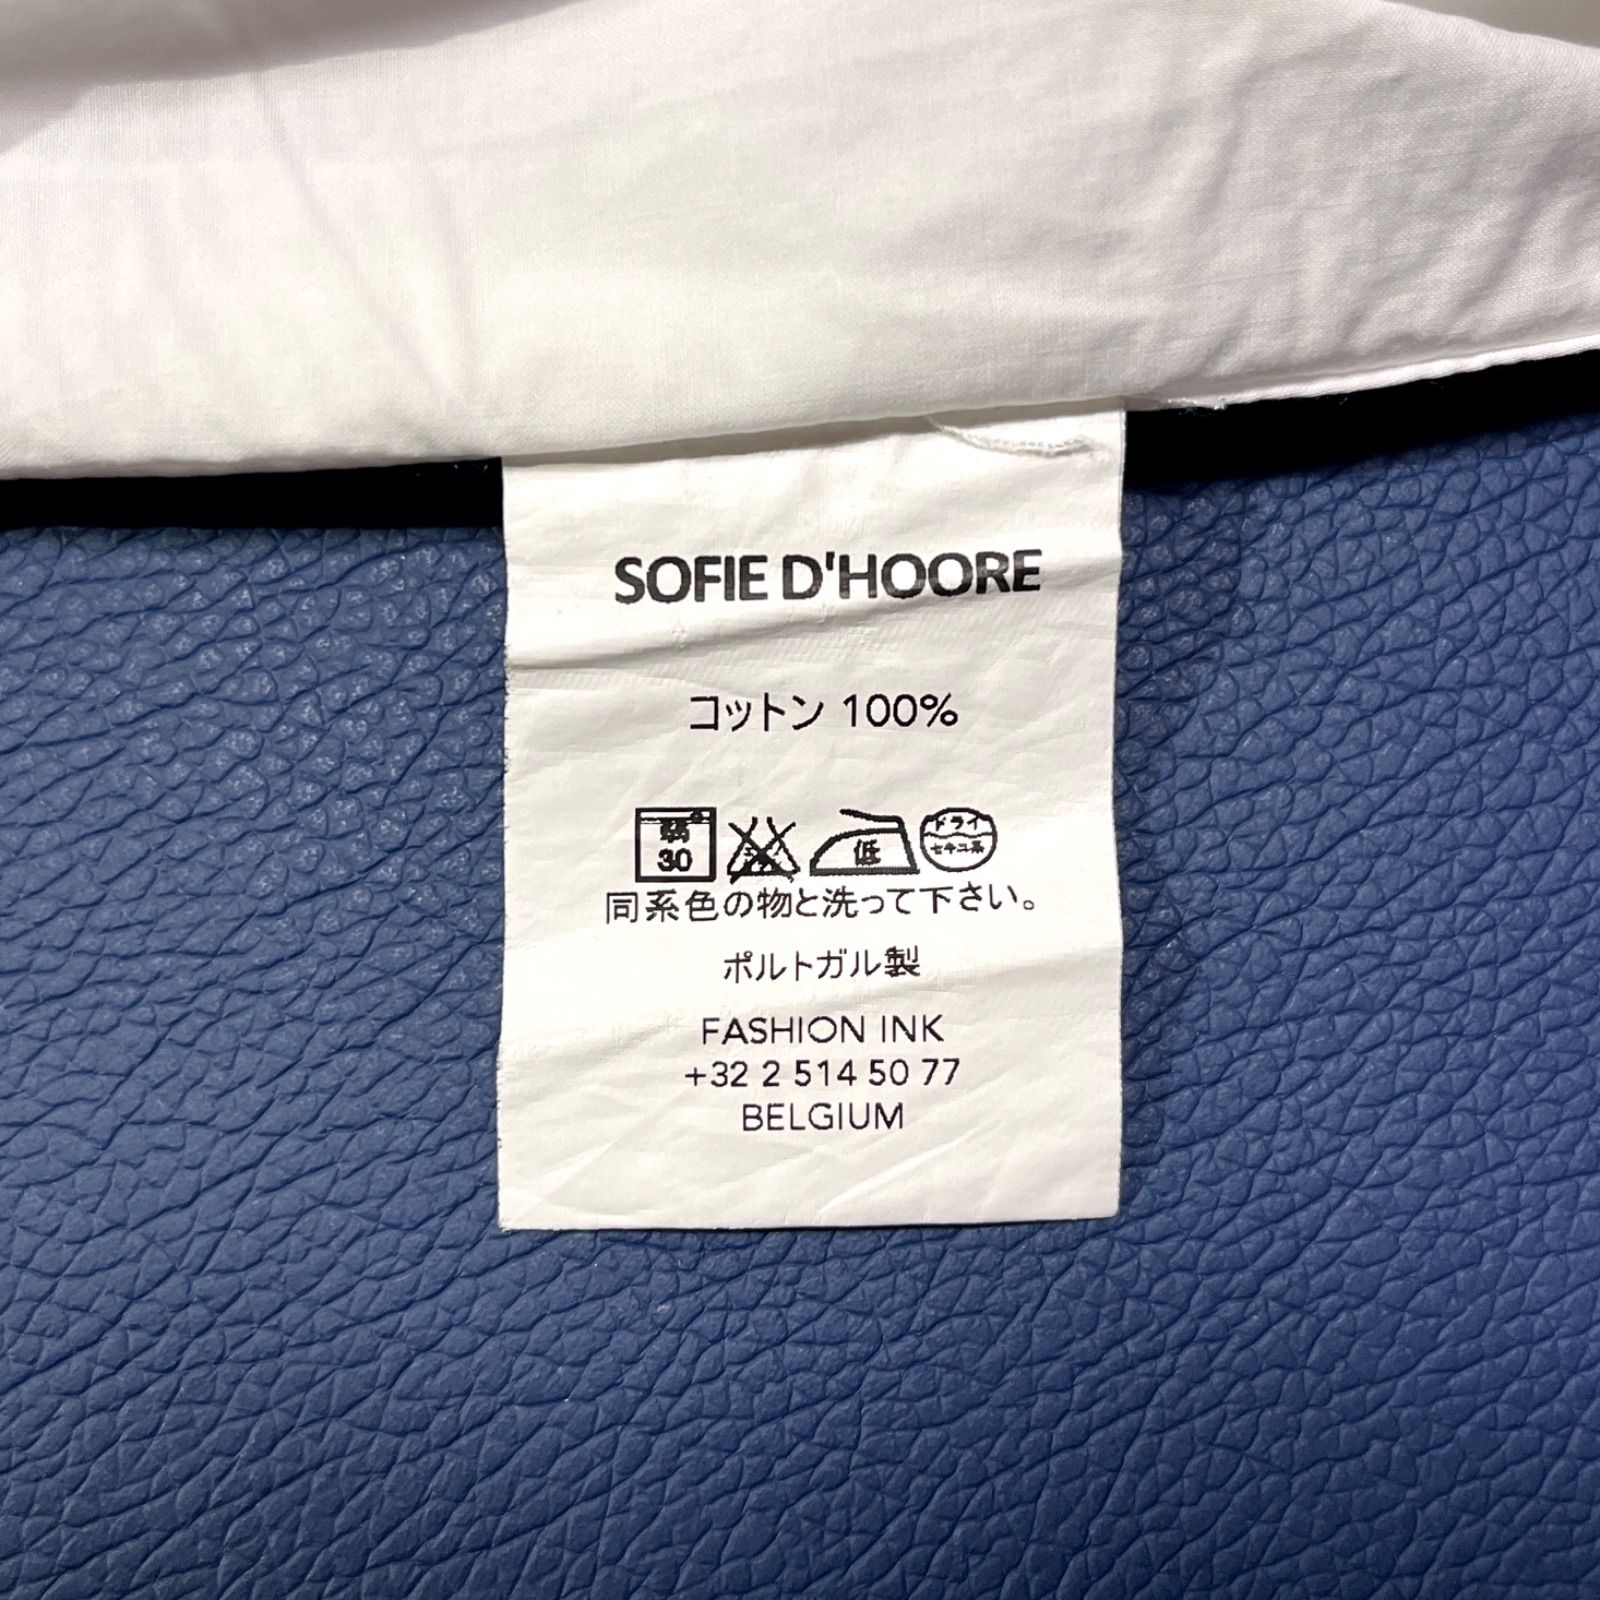 SOFIE D'HOORE
コットン 100%
30 低 ドライ
セキユ系
同系色の物と洗って下さい。
ポルトガル製
FASHION INK
+32 2 514 50 77
BELGIUM